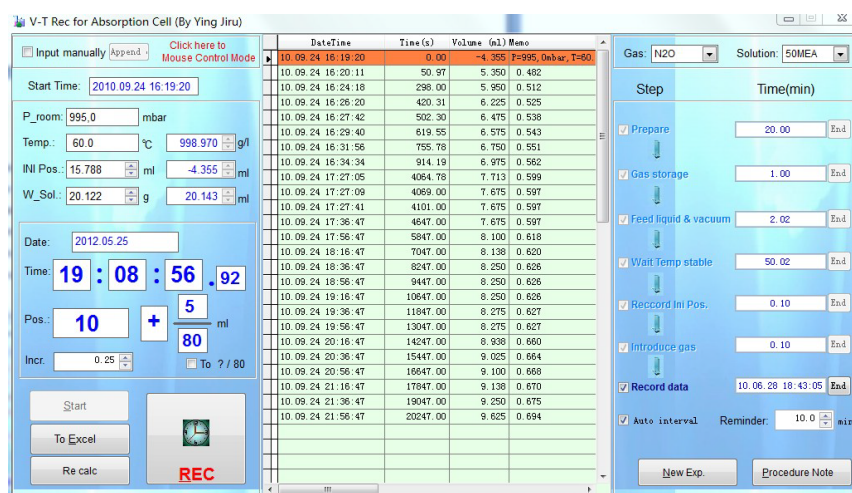 V-T Rec for Absorption Cell (By Ying Jiru)
Input manually Append Click here to
Mouse Control Mode
Start Time: 2010.09.24 16:19:20
P_room: 995,0 mbar
Temp.: 60.0 ℃ 998.970 g/l
INI Pos.: 15.788 ml -4.355 ml
W_Sol.: 20.122 g 20.143 ml
Date: 2012.05.25
Time: 19 : 08 : 56 . 92
Pos.: 10 + 5
80 ml
Incr. 0.25 To ? / 80
Start
To Excel
Re calc
REC
DateTime Time(s) Volume (ml) Memo
10.09.24 16:19:20 0.00 -4.355 P=995,0mbar,T=60.
10.09.24 16:20:11 50.97 5.350 0.482
10.09.24 16:24:18 298.00 5.950 0.512
10.09.24 16:26:20 420.31 6.225 0.525
10.09.24 16:27:42 502.30 6.475 0.538
10.09.24 16:29:40 619.55 6.575 0.543
10.09.24 16:31:56 755.78 6.750 0.551
10.09.24 16:34:34 914.19 6.975 0.562
10.09.24 17:27:05 4064.78 7.713 0.599
10.09.24 17:27:09 4069.00 7.675 0.597
10.09.24 17:27:41 4101.00 7.675 0.597
10.09.24 17:36:47 4647.00 7.675 0.597
10.09.24 17:56:47 5847.00 8.100 0.618
10.09.24 18:16:47 7047.00 8.138 0.620
10.09.24 18:36:47 8247.00 8.250 0.626
10.09.24 18:56:47 9447.00 8.250 0.626
10.09.24 19:16:47 10647.00 8.250 0.626
10.09.24 19:36:47 11847.00 8.275 0.627
10.09.24 19:56:47 13047.00 8.275 0.627
10.09.24 20:16:47 14247.00 8.938 0.660
10.09.24 20:36:47 15447.00 9.025 0.664
10.09.24 20:56:47 16647.00 9.100 0.668
10.09.24 21:16:47 17847.00 9.138 0.670
10.09.24 21:36:47 19047.00 9.250 0.675
10.09.24 21:56:47 20247.00 9.625 0.694
Gas: N2O Solution: 50MEA
Step Time(min)
Prepare 20.00 End
Gas storage 1.00 End
Feed liquid & vacuum 2.02 End
Wait Temp stable 50.02 End
Reccord Ini Pos. 0.10 End
Introduce gas 0.10 End
Record data 10.06.28 18:43:05 End
Auto interval Reminder: 10.0 min
New Exp. Procedure Note